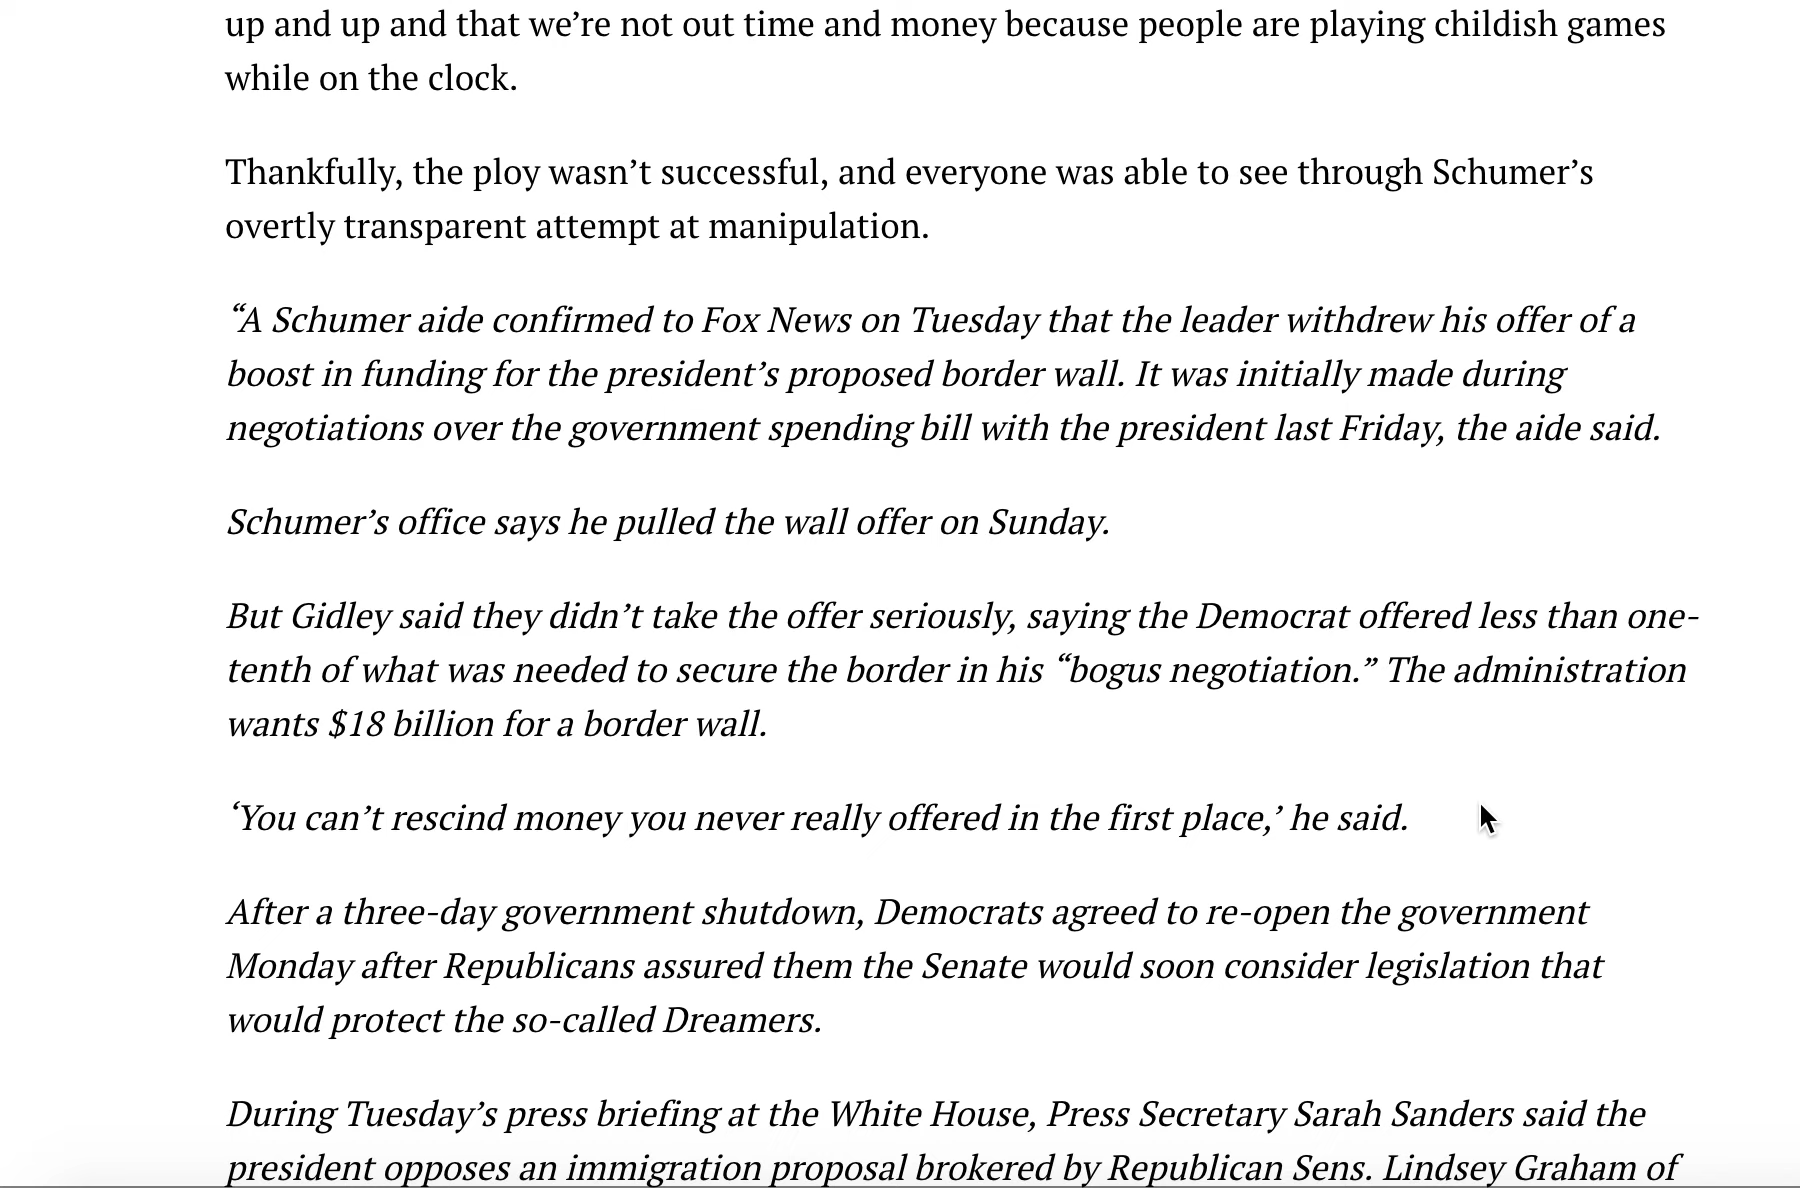 up and up and that we’re not out time and money because people are playing childish games
while on the clock.
Thankfully, the ploy wasn’t successful, and everyone was able to see through Schumer’s
overtly transparent attempt at manipulation.
“A Schumer aide confirmed to Fox News on Tuesday that the leader withdrew his offer of a
boost in funding for the president’s proposed border wall. It was initially made during
negotiations over the government spending bill with the president last Friday, the aide said.
Schumer’s office says he pulled the wall offer on Sunday.
But Gidley said they didn’t take the offer seriously, saying the Democrat offered less than one-
tenth of what was needed to secure the border in his “bogus negotiation.” The administration
wants $18 billion for a border wall.
‘You can’t rescind money you never really offered in the first place,’ he said.
After a three-day government shutdown, Democrats agreed to re-open the government
Monday after Republicans assured them the Senate would soon consider legislation that
would protect the so-called Dreamers.
During Tuesday’s press briefing at the White House, Press Secretary Sarah Sanders said the
president opposes an immigration proposal brokered by Republican Sens. Lindsey Graham of